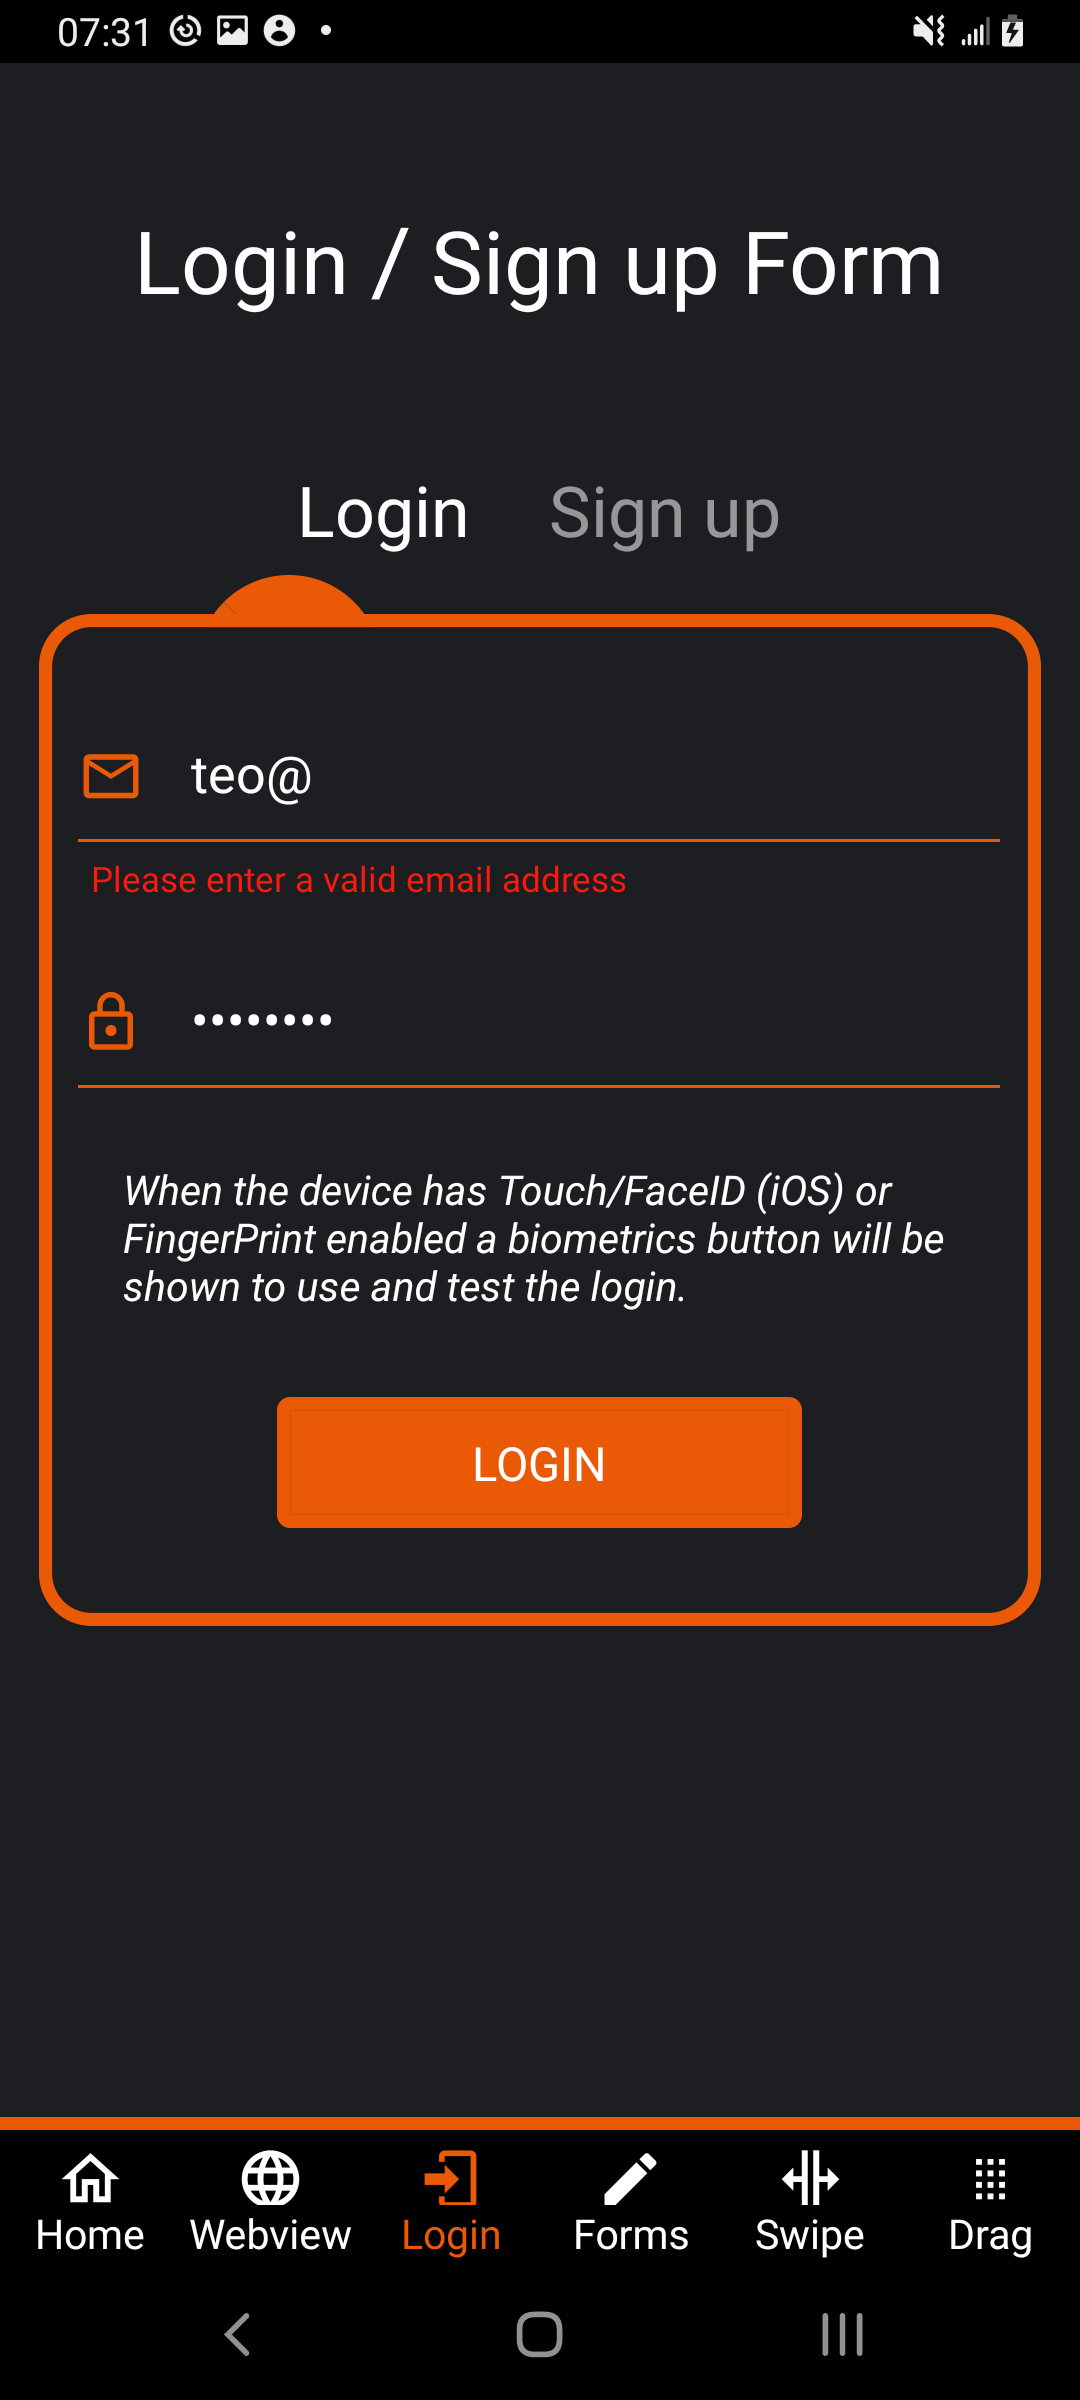 07:31
Login / Sign up Form
Login Sign up
teo@
Please enter a valid email address
••••••••
When the device has Touch/FaceID (iOS) or
FingerPrint enabled a biometrics button will be
shown to use and test the login.
LOGIN
Home Webview Login Forms Swipe Drag